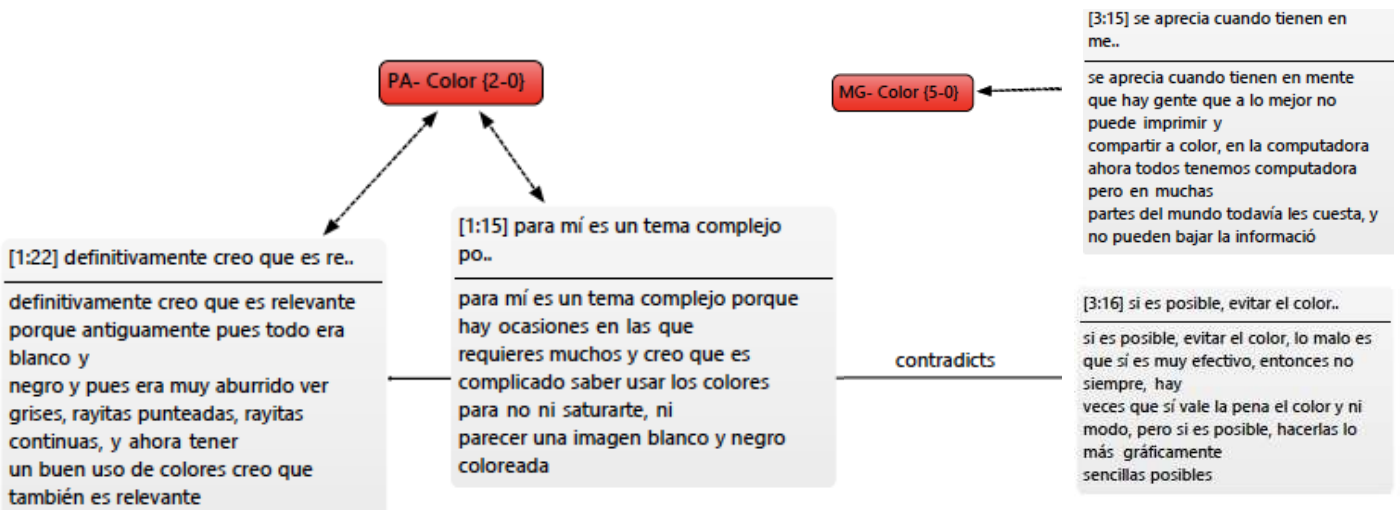 PA- Color {2-0}
MG- Color {5-0}
[3:15] se aprecia cuando tienen en
me..
se aprecia cuando tienen en mente
que hay gente que a lo mejor no
puede imprimir y
compartir a color, en la computadora
ahora todos tenemos computadora
pero en muchas
partes del mundo todavía les cuesta, y
no pueden bajar la informació
[1:22] definitivamente creo que es re..
definitivamente creo que es relevante
porque antiguamente pues todo era
blanco y
negro y pues era muy aburrido ver
grises, rayitas punteadas, rayitas
continuas, y ahora tener
un buen uso de colores creo que
también es relevante
[1:15] para mí es un tema complejo
po..
para mí es un tema complejo porque
hay ocasiones en las que
requieres muchos y creo que es
complicado saber usar los colores
para no ni saturarte, ni
parecer una imagen blanco y negro
coloreada
contradicts
[3:16] si es posible, evitar el color..
si es posible, evitar el color, lo malo es
que sí es muy efectivo, entonces no
siempre, hay
veces que sí vale la pena el color y ni
modo, pero si es posible, hacerlas lo
más gráficamente
sencillas posibles